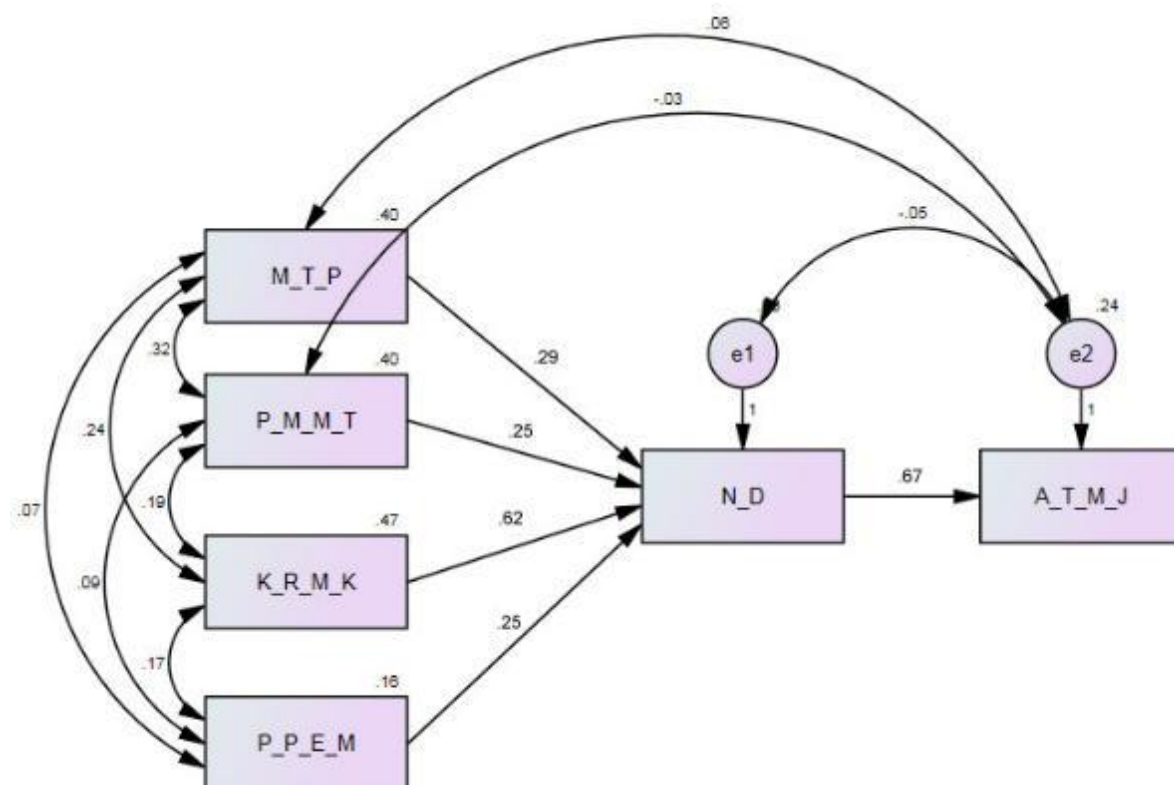 .06
-.03
.40
-.05
M_T_P
.24
e1
e2
.32
.40
.29
1
1
P_M_M_T
.25
.24
N_D
.67
A_T_M_J
.19
.47
.62
.07
K_R_M_K
.09
.25
.17
.16
P_P_E_M